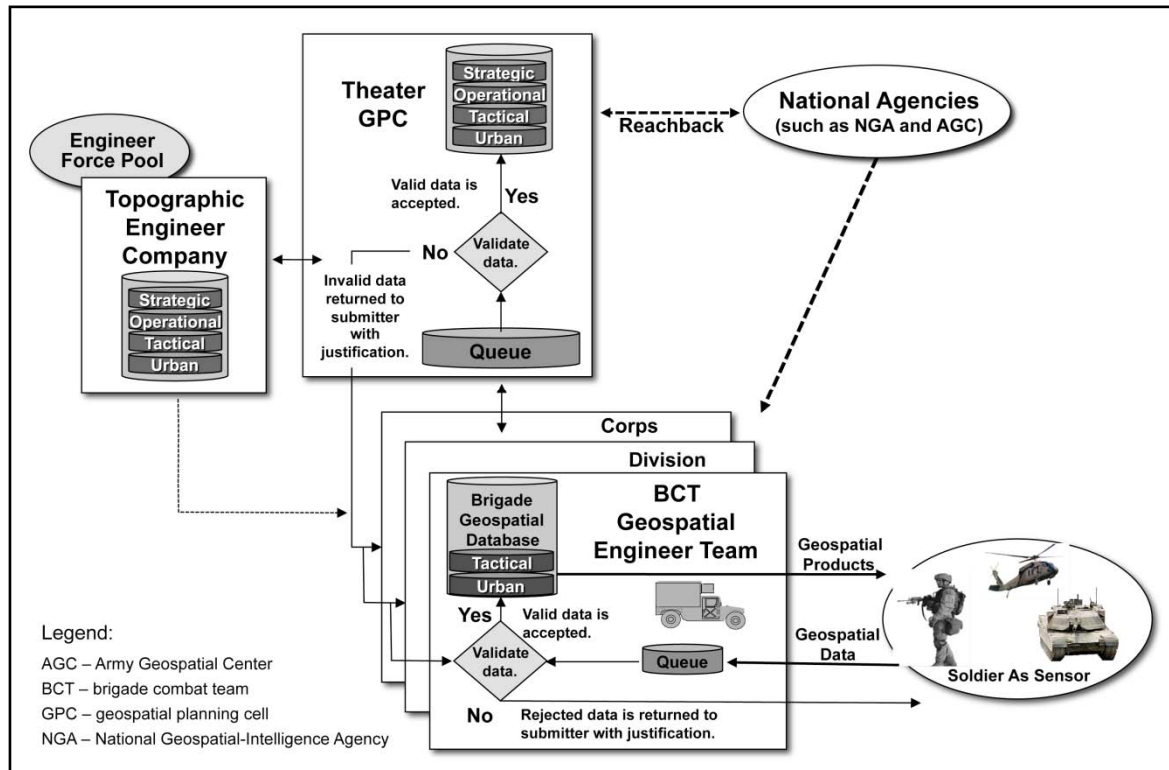 Engineer
Force Pool
Topographic
Engineer
Company
Strategic
Operational
Tactical
Urban
Theater
GPC
Strategic
Operational
Tactical
Urban
Valid data is
accepted.
Yes
No
Validate
data.
Invalid data
returned to
submitter
with
justification.
Queue
Reachback
National Agencies
(such as NGA and AGC)
Corps
Division
BCT
Geospatial
Engineer Team
Brigade
Geospatial
Database
Tactical
Urban
Yes
Valid data is
accepted.
Validate
data.
Queue
No
Rejected data is returned to
submitter with justification.
Geospatial
Products
Geospatial
Data
Soldier As Sensor
Legend:
AGC – Army Geospatial Center
BCT – brigade combat team
GPC – geospatial planning cell
NGA – National Geospatial-Intelligence Agency